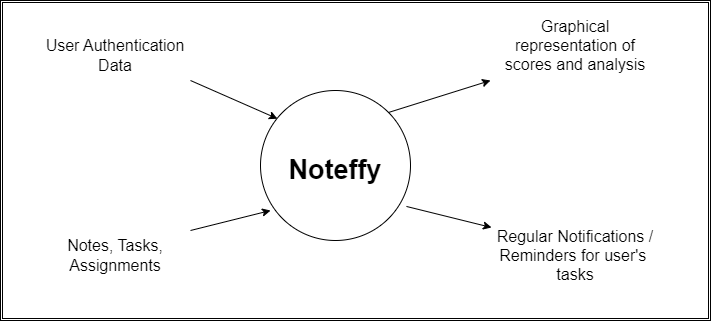 User Authentication
Data
Graphical
representation of
scores and analysis
Noteffy
Notes, Tasks,
Assignments
Regular Notifications /
Reminders for user's
tasks